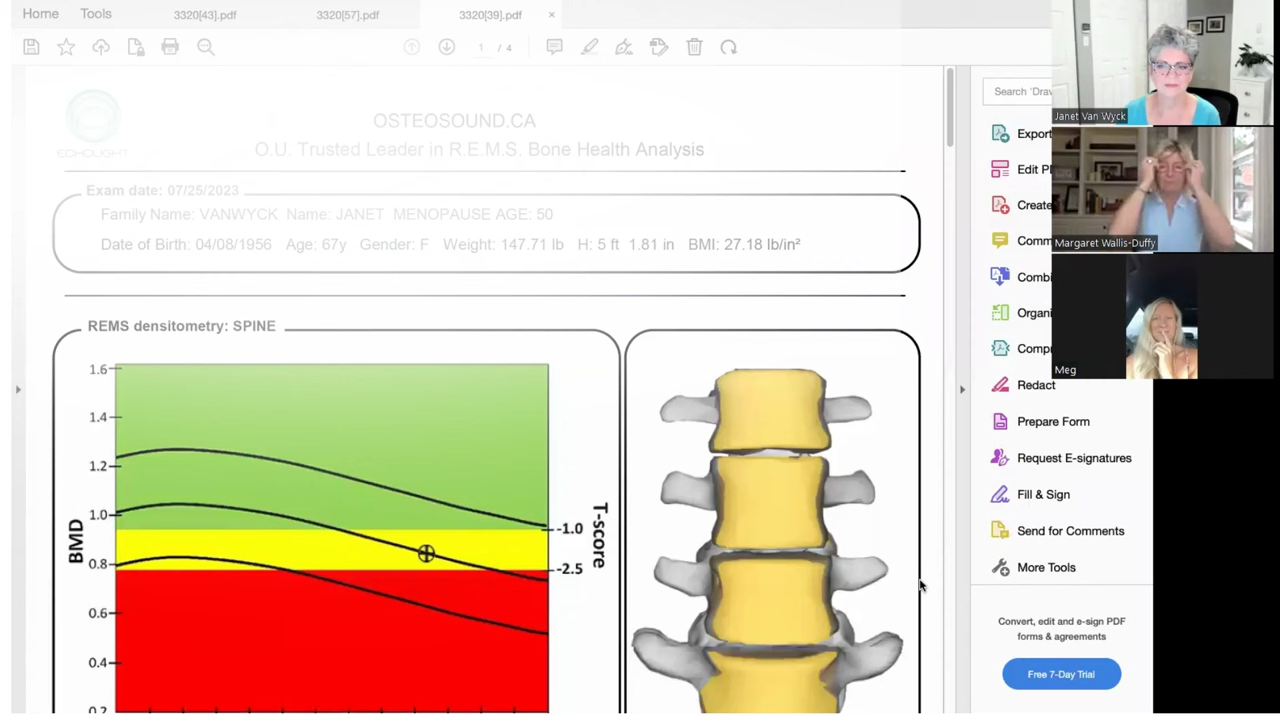 Home Tools 3320[43].pdf 3320[57].pdf 3320[39].pdf ×
1 / 4
ECHOLIGHT
OSTEOSOUND.CA
O.U. Trusted Leader in R.E.M.S. Bone Health Analysis
Exam date: 07/25/2023
Family Name: VANWYCK Name: JANET MENOPAUSE AGE: 50
Date of Birth: 04/08/1956 Age: 67y Gender: F Weight: 147.71 lb H: 5 ft 1.81 in BMI: 27.18 lb/in²
REMS densitometry: SPINE
1.6
1.4
1.2
1.0
0.8
0.6
0.4
0.2
BMD
-1.0
-2.5
T-score
Search 'Drav
Export
Edit PD
Create
Comm
Combi
Organi
Compr
Redact
Prepare Form
Request E-signatures
Fill & Sign
Send for Comments
More Tools
Convert, edit and e-sign PDF
forms & agreements
Free 7-Day Trial
Janet Van Wyck
Margaret Wallis-Duffy
Meg